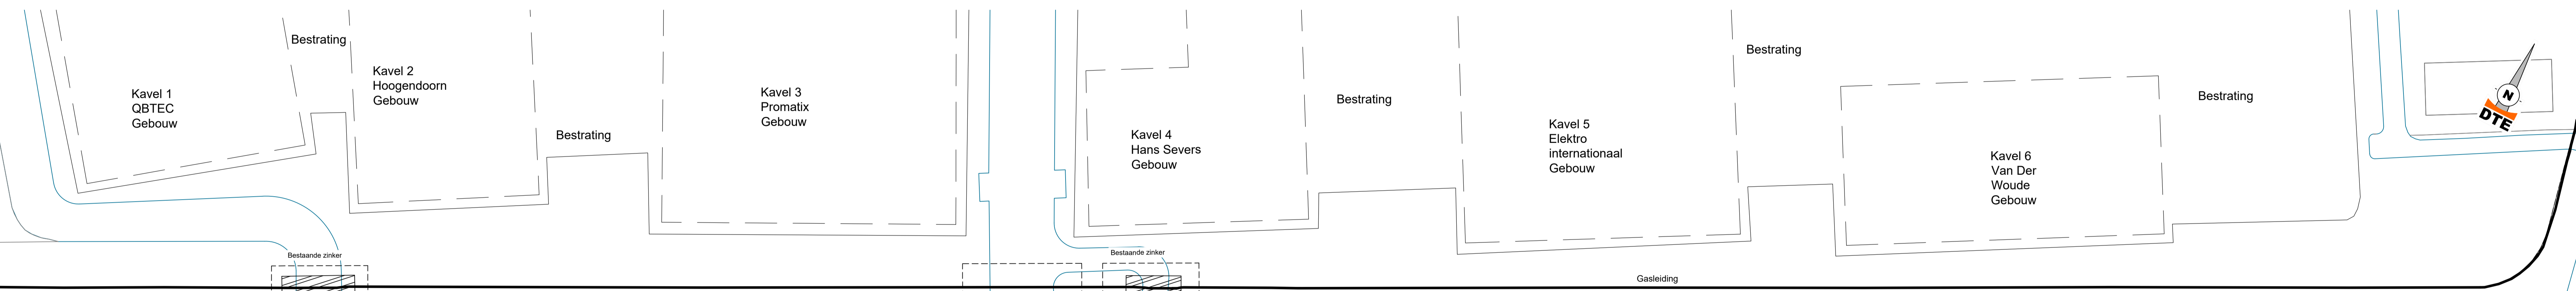 Bestrating
Kavel 1
QBTEC
Gebouw
Kavel 2
Hoogendoorn
Gebouw
Bestrating
Kavel 3
Promatix
Gebouw
Kavel 4
Hans Severs
Gebouw
Bestrating
Kavel 5
Elektro
internationaal
Gebouw
Bestrating
Kavel 6
Van Der
Woude
Gebouw
Bestrating
N
DTE
Bestaande zinker
Bestaande zinker
Gasleiding